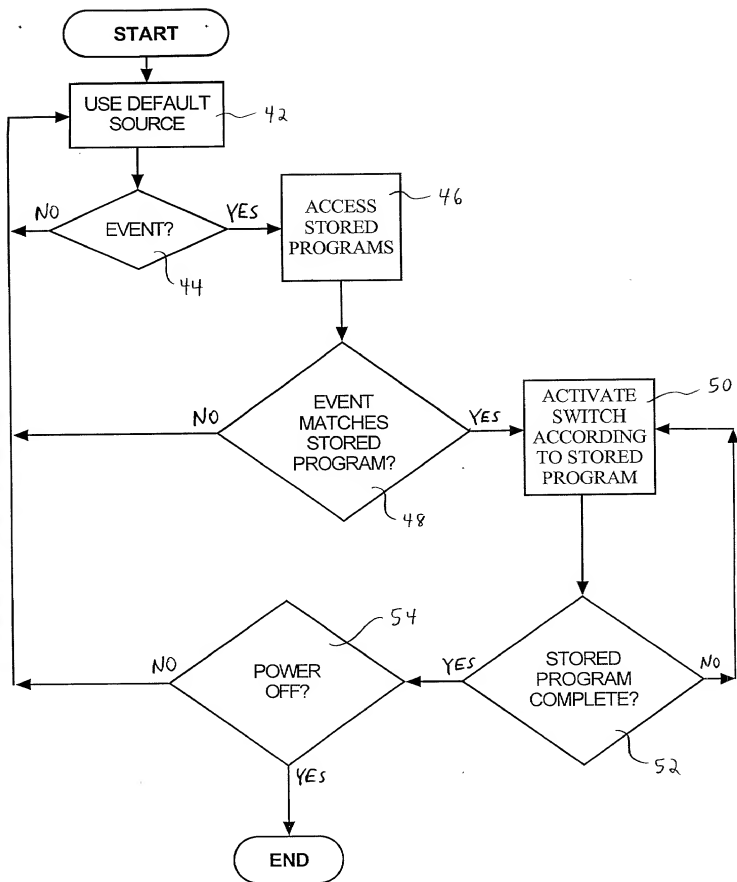 START
USE DEFAULT
SOURCE
42
NO
EVENT?
YES
44
ACCESS
STORED
PROGRAMS
46
NO
EVENT
MATCHES
STORED
PROGRAM?
YES
48
ACTIVATE
SWITCH
ACCORDING
TO STORED
PROGRAM
50
NO
POWER
OFF?
54
YES
STORED
PROGRAM
COMPLETE?
NO
52
YES
END